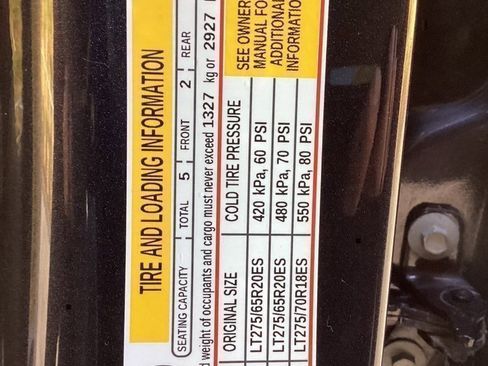 TIRE AND LOADING INFORMATION
SEATING CAPACITY TOTAL 5 FRONT 2 REAR
weight of occupants and cargo must never exceed 1327 kg or 2927
ORIGINAL SIZE COLD TIRE PRESSURE
LT275/65R20ES 420 kPa, 60 PSI
LT275/65R20ES 480 kPa, 70 PSI
LT275/70R18ES 550 kPa, 80 PSI
SEE OWNER
MANUAL FO
ADDITIONAL
INFORMATION